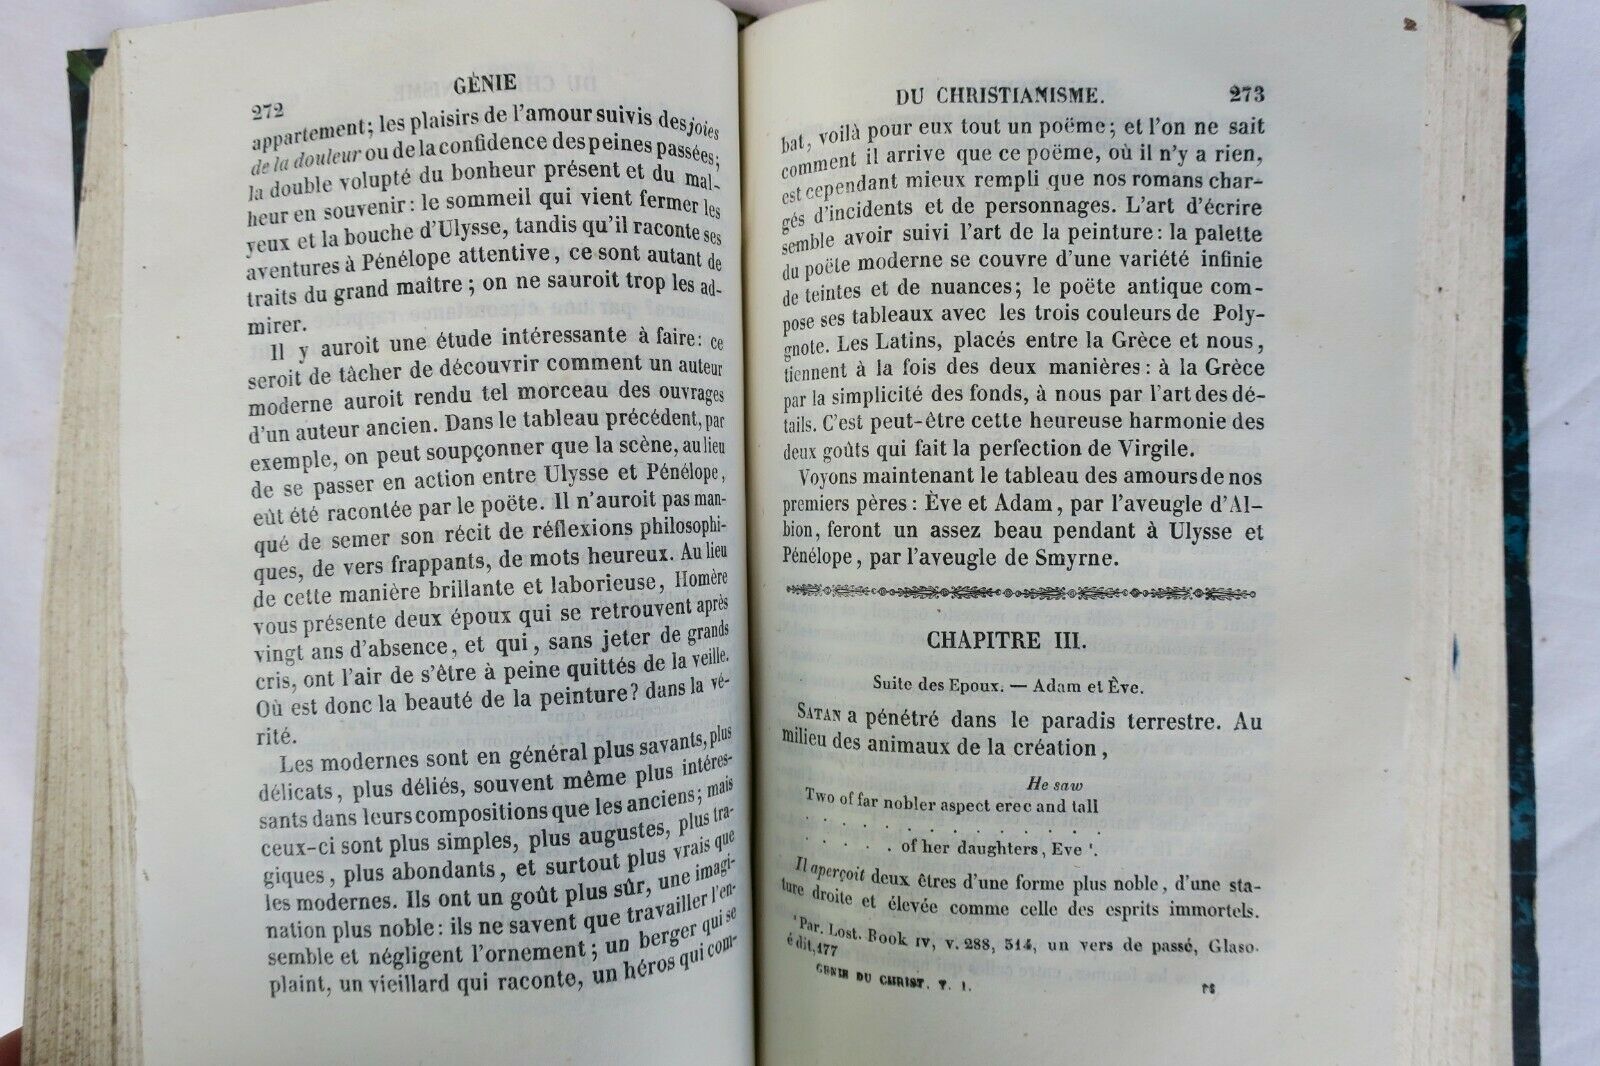 GÉNIE
272
appartement; les plaisirs de l'amour suivis des joies
de la douleur ou de la confidence des peines passées;
la double volupté du bonheur présent et du mal-
heur en souvenir: le sommeil qui vient fermer les
yeux et la bouche d'Ulysse, tandis qu'il raconte ses
aventures à Pénélope attentive, ce sont autant de
traits du grand maître; on ne sauroit trop les ad-
mirer.
Il y auroit une étude intéressante à faire: ce
seroit de tâcher de découvrir comment un auteur
moderne auroit rendu tel morceau des ouvrages
d'un auteur ancien. Dans le tableau précédent, par
exemple, on peut soupçonner que la scène, au lieu
de se passer en action entre Ulysse et Pénélope,
eût été racontée par le poëte. Il n'auroit pas man-
qué de semer son récit de réflexions philosophi-
ques, de vers frappants, de mots heureux. Au lieu
de cette manière brillante et laborieuse, Homère
vous présente deux époux qui se retrouvent après
vingt ans d'absence, et qui, sans jeter de grands
cris, ont l'air de s'être à peine quittés de la veille.
Où est donc la beauté de la peinture? dans la vé-
rité.
Les modernes sont en général plus savants, plus
délicats, plus déliés, souvent même plus intéres-
sants dans leurs compositions que les anciens; mais
ceux-ci sont plus simples, plus augustes, plus tra-
giques, plus abondants, et surtout plus vrais que
les modernes. Ils ont un goût plus sûr, une imagi-
nation plus noble: ils ne savent que travailler l'en-
semble et négligent l'ornement; un berger qui se
plaint, un vieillard qui raconte, un héros qui com-
DU CHRISTIANISME. 273
bat, voilà pour eux tout un poëme; et l'on ne sait
comment il arrive que ce poëme, où il n'y a rien,
est cependant mieux rempli que nos romans char-
gés d'incidents et de personnages. L'art d'écrire
semble avoir suivi l'art de la peinture: la palette
du poëte moderne se couvre d'une variété infinie
de teintes et de nuances; le poëte antique com-
pose ses tableaux avec les trois couleurs de Poly-
gnote. Les Latins, placés entre la Grèce et nous,
tiennent à la fois des deux manières: à la Grèce
par la simplicité des fonds, à nous par l'art des dé-
tails. C'est peut-être cette heureuse harmonie des
deux goûts qui fait la perfection de Virgile.
Voyons maintenant le tableau des amours de nos
premiers pères: Ève et Adam, par l'aveugle d'Al-
bion, feront un assez beau pendant à Ulysse et
Pénélope, par l'aveugle de Smyrne.
CHAPITRE III.
Suite des Epoux. — Adam et Ève.
SATAN a pénétré dans le paradis terrestre. Au
milieu des animaux de la création,
He saw
Two of far nobler aspect erec and tall
. . . . . . . . . . . . .
. . . . . of her daughters, Eve '.
Il aperçoit deux êtres d'une forme plus noble, d'une sta-
ture droite et élevée comme celle des esprits immortels.
' Par. Lost. Book IV, v. 288, 314, un vers de passé, Glaso.
édit, 177
GENIE DU CHRIST. T. I.